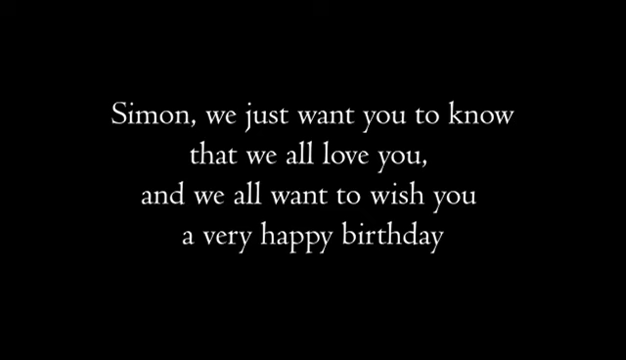 Simon, we just want you to know
that we all love you,
and we all want to wish you
a very happy birthday